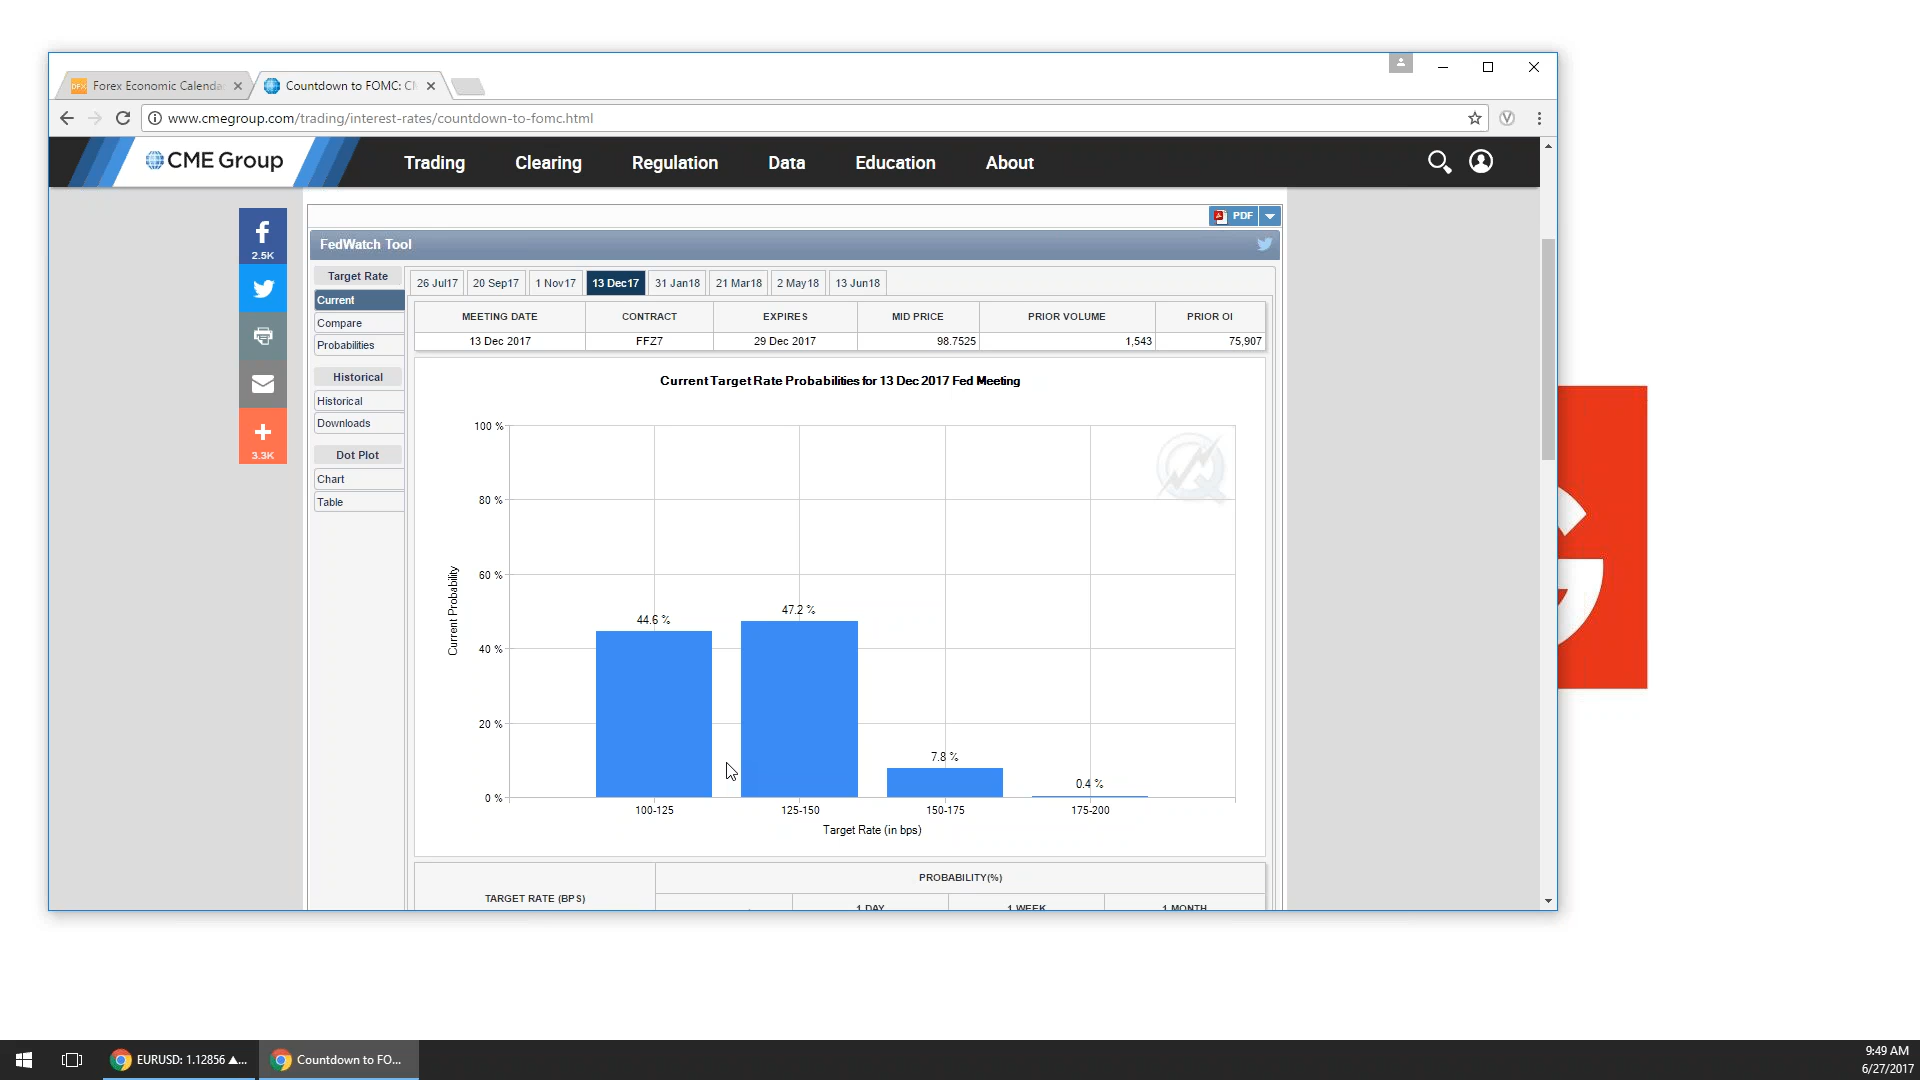 Forex Economic Calenda
Countdown to FOMC: CM
www.cmegroup.com/trading/interest-rates/countdown-to-fomc.html
CME Group
Trading
Clearing
Regulation
Data
Education
About
2.5K
3.3K
PDF
FedWatch Tool
Target Rate
Current
Compare
Probabilities
Historical
Historical
Downloads
Dot Plot
Chart
Table
26 Jul17
20 Sep17
1 Nov17
13 Dec17
31 Jan18
21 Mar18
2 May18
13 Jun18
MEETING DATE
CONTRACT
EXPIRES
MID PRICE
PRIOR VOLUME
PRIOR OI
13 Dec 2017
FFZ7
29 Dec 2017
98.7525
1,543
75,907
Current Target Rate Probabilities for 13 Dec 2017 Fed Meeting
100 %
80 %
60 %
40 %
20 %
0 %
Current Probability
44.6 %
47.2 %
7.8 %
0.4 %
100-125
125-150
150-175
175-200
Target Rate (in bps)
TARGET RATE (BPS)
PROBABILITY(%)
1 DAY
1 WEEK
1 MONTH
EURUSD: 1.12856 ▲...
Countdown to FO...
9:49 AM
6/27/2017